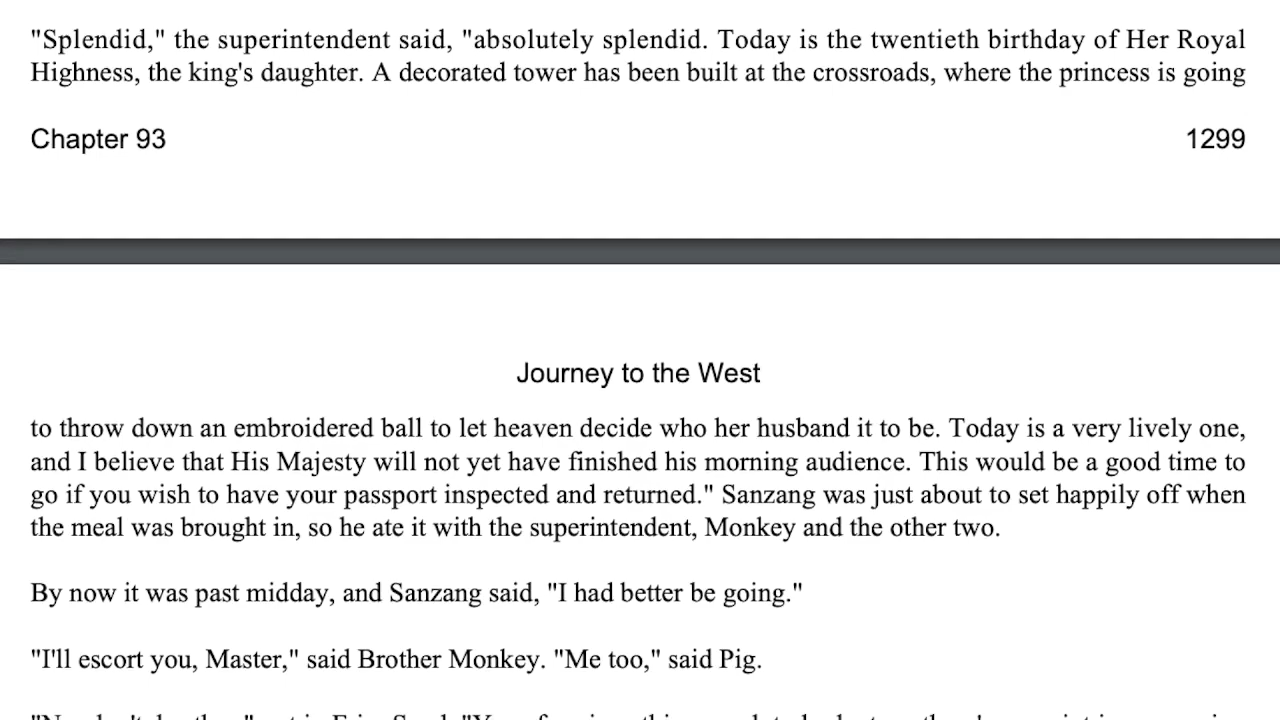 "Splendid," the superintendent said, "absolutely splendid. Today is the twentieth birthday of Her Royal
Highness, the king's daughter. A decorated tower has been built at the crossroads, where the princess is going
Chapter 93 1299
Journey to the West
to throw down an embroidered ball to let heaven decide who her husband it to be. Today is a very lively one,
and I believe that His Majesty will not yet have finished his morning audience. This would be a good time to
go if you wish to have your passport inspected and returned." Sanzang was just about to set happily off when
the meal was brought in, so he ate it with the superintendent, Monkey and the other two.
By now it was past midday, and Sanzang said, "I had better be going."
"I'll escort you, Master," said Brother Monkey. "Me too," said Pig.